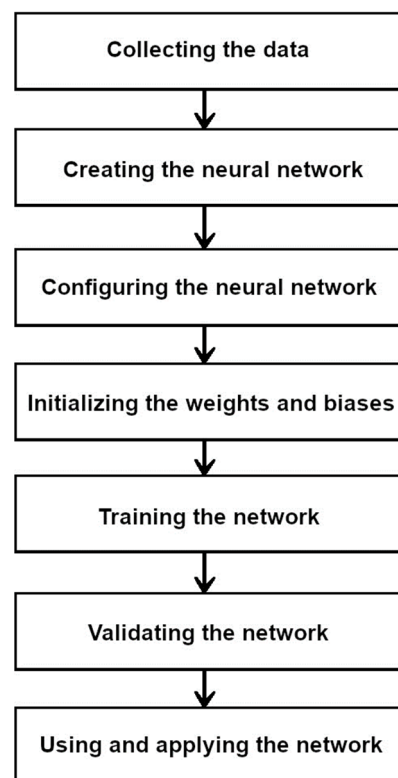 Collecting the data
Creating the neural network
Configuring the neural network
Initializing the weights and biases
Training the network
Validating the network
Using and applying the network